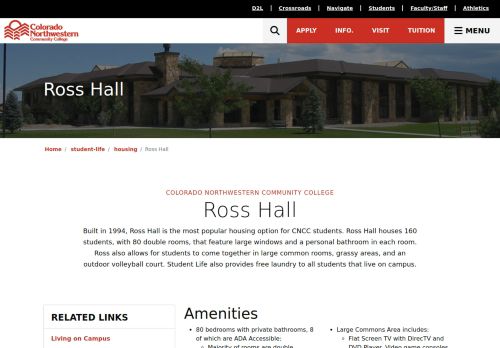 D2L | Crossroads | Navigate | Students | Faculty/Staff | Athletics
Colorado
Northwestern
Community College
APPLY INFO. VISIT TUITION MENU
Ross Hall
Home / student-life / housing / Ross Hall
COLORADO NORTHWESTERN COMMUNITY COLLEGE
Ross Hall
Built in 1994, Ross Hall is the most popular housing option for CNCC students. Ross Hall houses 160
students, with 80 double rooms, that feature large windows and a personal bathroom in each room.
Ross also allows for students to come together in large common rooms, grassy areas, and an
outdoor volleyball court. Student Life also provides free laundry to all students that live on campus.
RELATED LINKS
Living on Campus
Amenities
80 bedrooms with private bathrooms, 8
of which are ADA Accessible:
Majority of rooms are double
Large Commons Area includes:
Flat Screen TV with DirecTV and
DVD Player, Video game consoles